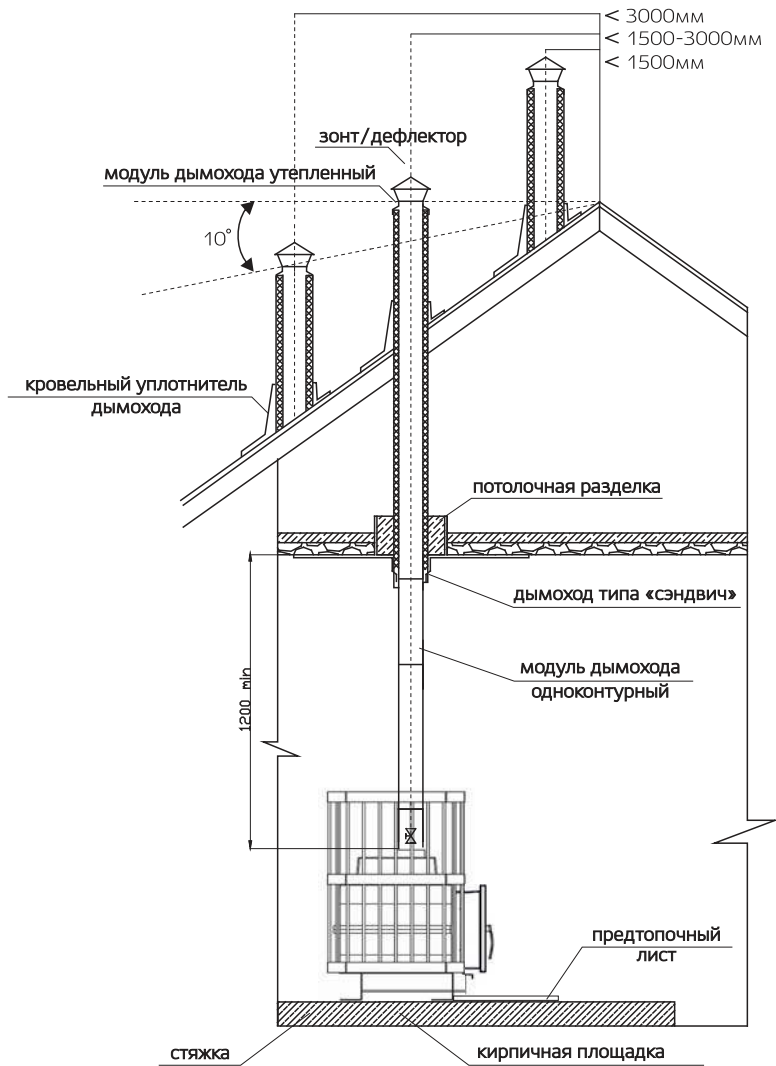 < 3000мм
< 1500-3000мм
< 1500мм
зонт/дефлектор
модуль дымохода утепленный
10°
кровельный уплотнитель
дымохода
потолочная разделка
дымоход типа «сэндвич»
модуль дымохода
одноконтурный
1200 min
предтопочный
лист
стяжка
кирпичная площадка